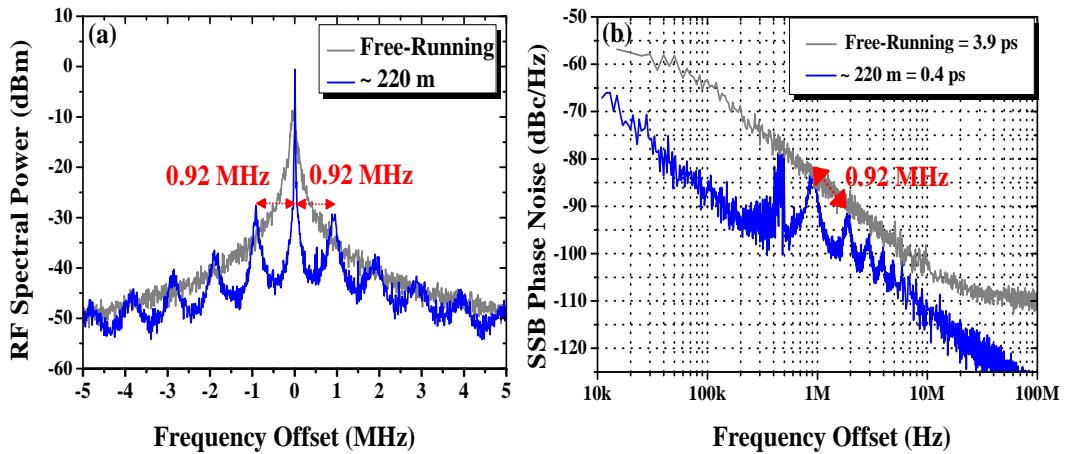 (a)
Free-Running
~ 220 m
0.92 MHz
0.92 MHz
RF Spectral Power (dBm)
10
0
-10
-20
-30
-40
-50
-60
-5
-4
-3
-2
-1
0
1
2
3
4
5
Frequency Offset (MHz)
(b)
Free-Running = 3.9 ps
~ 220 m = 0.4 ps
0.92 MHz
SSB Phase Noise (dBc/Hz)
-50
-60
-70
-80
-90
-100
-110
-120
10k
100k
1M
10M
100M
Frequency Offset (Hz)